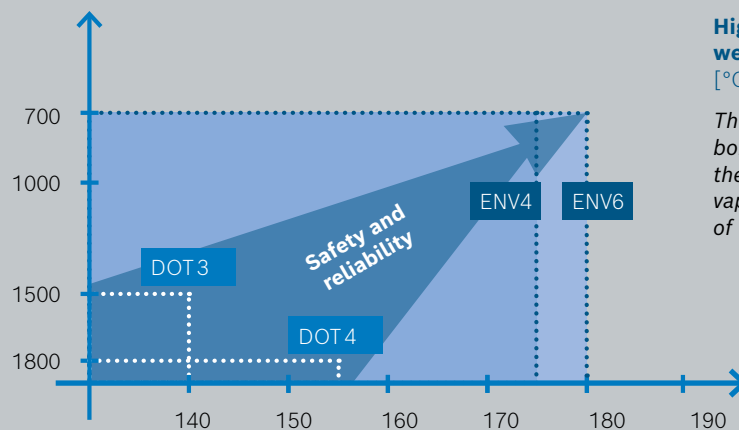 Hig
we
[°C
700
Th
bo
the
vap
of
1000
ENV4
ENV6
Safety and
reliability
DOT 3
1500
DOT 4
1800
140
150
160
170
180
190